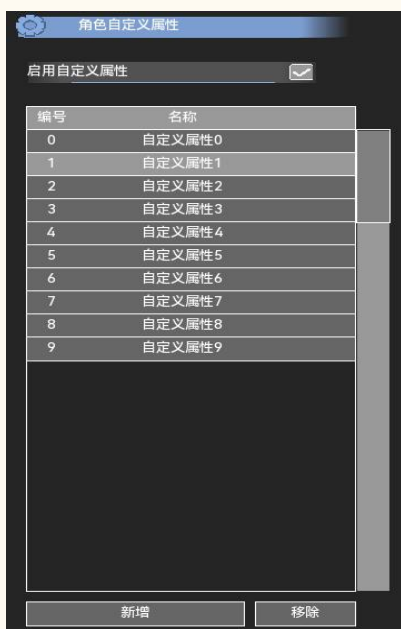 角色自定义属性
启用自定义属性
编号 名称
0 自定义属性0
1 自定义属性1
2 自定义属性2
3 自定义属性3
4 自定义属性4
5 自定义属性5
6 自定义属性6
7 自定义属性7
8 自定义属性8
9 自定义属性9
新增 移除